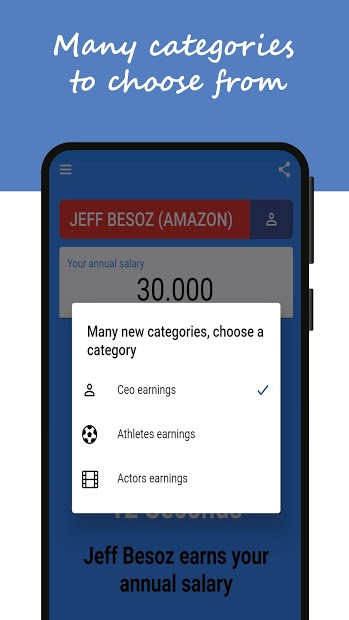 Many categories
to choose from
JEFF BESOZ (AMAZON)
Your annual salary
30.000
Many new categories, choose a
category
Ceo earnings
Athletes earnings
Actors earnings
12 Seconds
Jeff Besoz earns your
annual salary